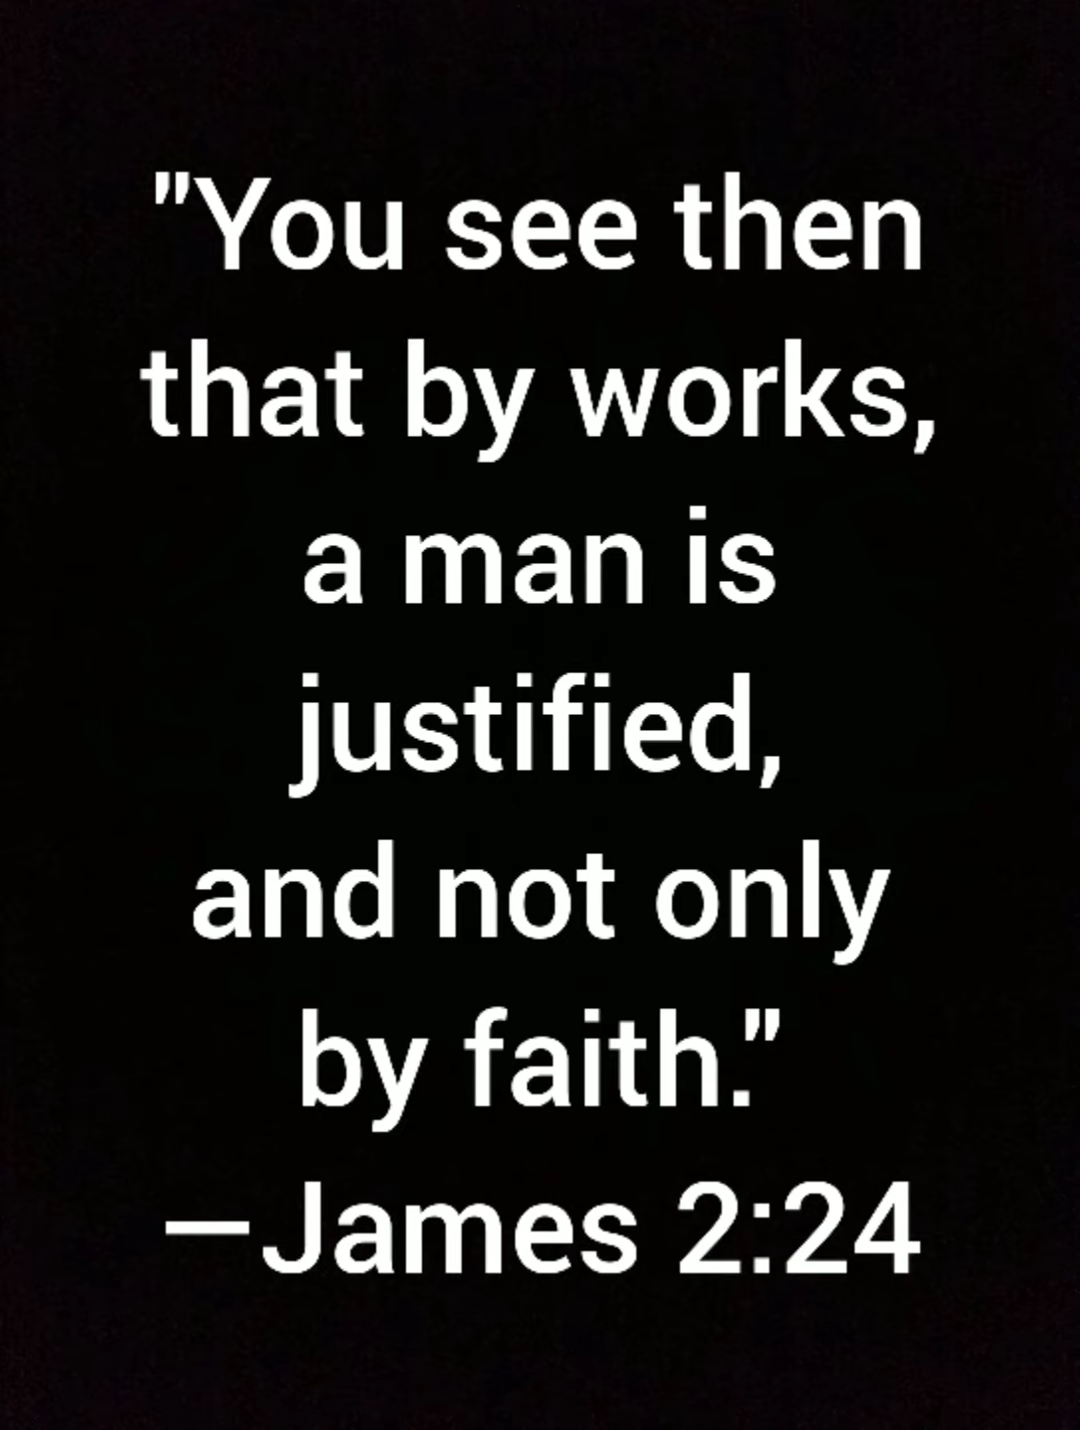 "You see then
that by works,
a man is
justified,
and not only
by faith."
—James 2:24